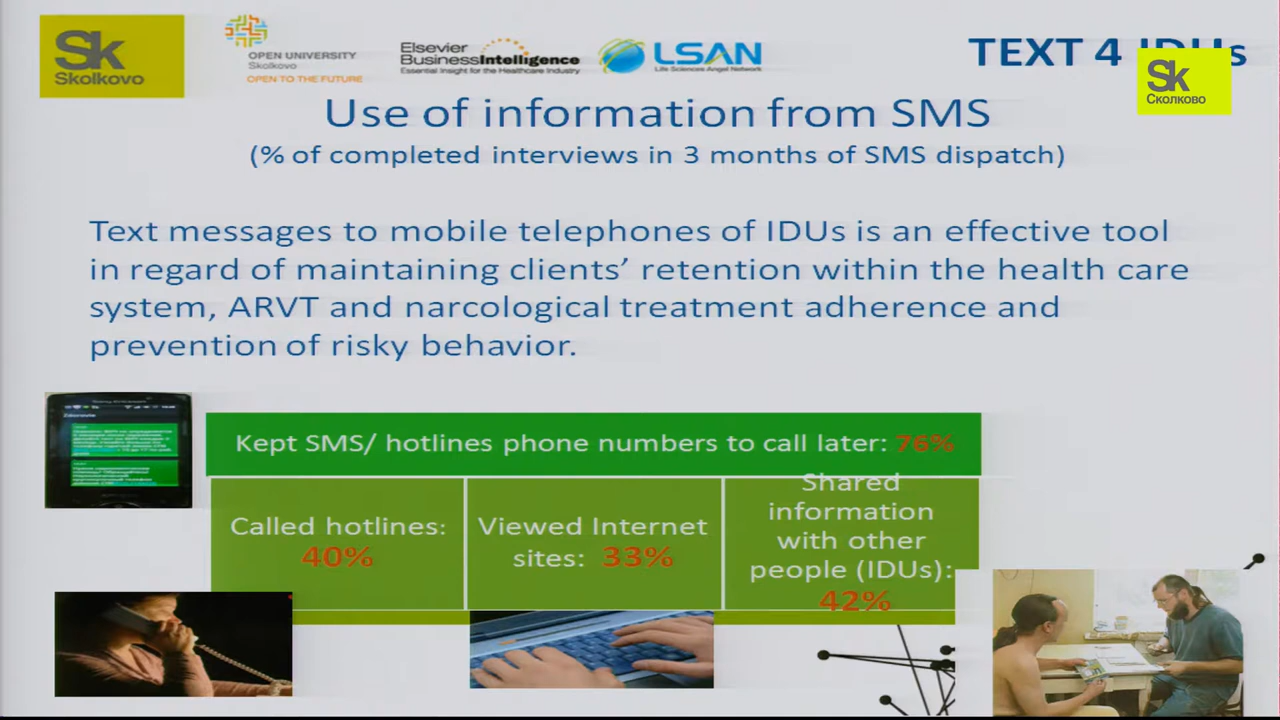 Sk
Skolkovo
OPEN UNIVERSITY
Skolkovo
OPEN TO THE FUTURE
Elsevier
Business Intelligence
Essential Insight for the Healthcare Industry
LSAN
Life Sciences Angel Network
TEXT 4 IDUs
Sk
Сколково
Use of information from SMS
(% of completed interviews in 3 months of SMS dispatch)
Text messages to mobile telephones of IDUs is an effective tool
in regard of maintaining clients’ retention within the health care
system, ARVT and narcological treatment adherence and
prevention of risky behavior.
Kept SMS/ hotlines phone numbers to call later: 76%
Called hotlines:
40%
Viewed Internet
sites: 33%
Shared
information
with other
people (IDUs):
42%